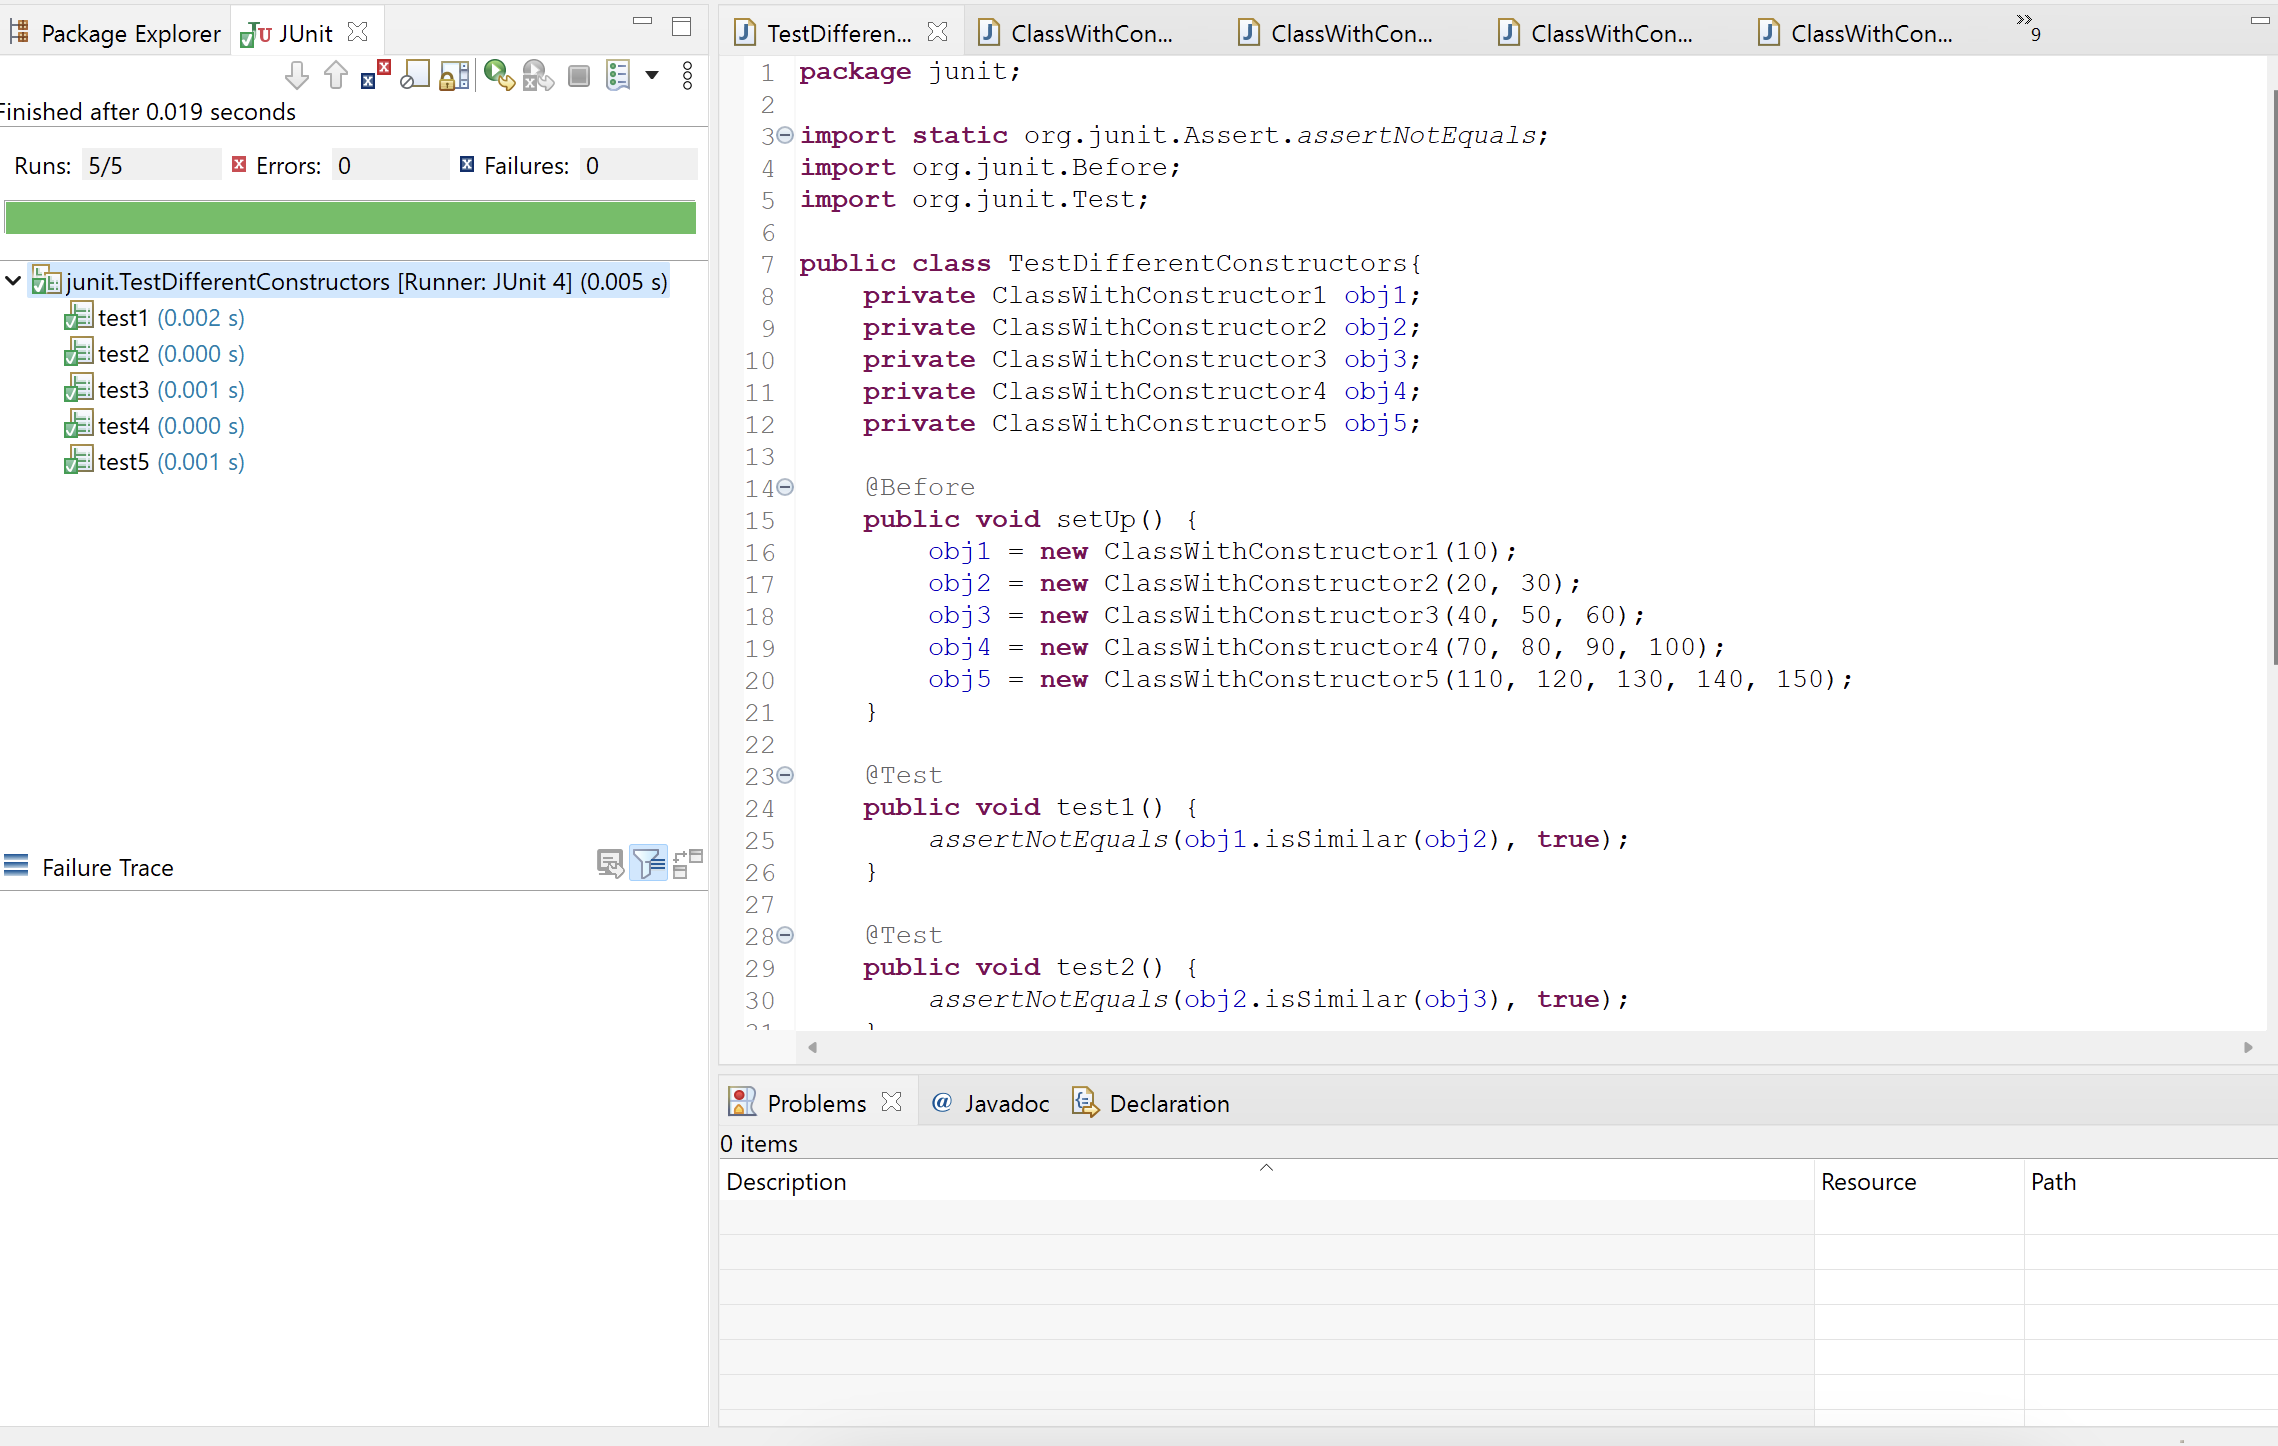 Package Explorer JUnit
Finished after 0.019 seconds
Runs: 5/5 Errors: 0 Failures: 0
junit.TestDifferentConstructors [Runner: JUnit 4] (0.005 s)
test1 (0.002 s)
test2 (0.000 s)
test3 (0.001 s)
test4 (0.000 s)
test5 (0.001 s)
Failure Trace
TestDifferen... ClassWithCon... ClassWithCon... ClassWithCon... ClassWithCon... »9
1 package junit;
2
3 import static org.junit.Assert.assertNotEquals;
4 import org.junit.Before;
5 import org.junit.Test;
6
7 public class TestDifferentConstructors{
8 private ClassWithConstructor1 obj1;
9 private ClassWithConstructor2 obj2;
10 private ClassWithConstructor3 obj3;
11 private ClassWithConstructor4 obj4;
12 private ClassWithConstructor5 obj5;
13
14 @Before
15 public void setUp() {
16 obj1 = new ClassWithConstructor1(10);
17 obj2 = new ClassWithConstructor2(20, 30);
18 obj3 = new ClassWithConstructor3(40, 50, 60);
19 obj4 = new ClassWithConstructor4(70, 80, 90, 100);
20 obj5 = new ClassWithConstructor5(110, 120, 130, 140, 150);
21 }
22
23 @Test
24 public void test1() {
25 assertNotEquals(obj1.isSimilar(obj2), true);
26 }
27
28 @Test
29 public void test2() {
30 assertNotEquals(obj2.isSimilar(obj3), true);
31 }
Problems @ Javadoc Declaration
0 items
Description Resource Path